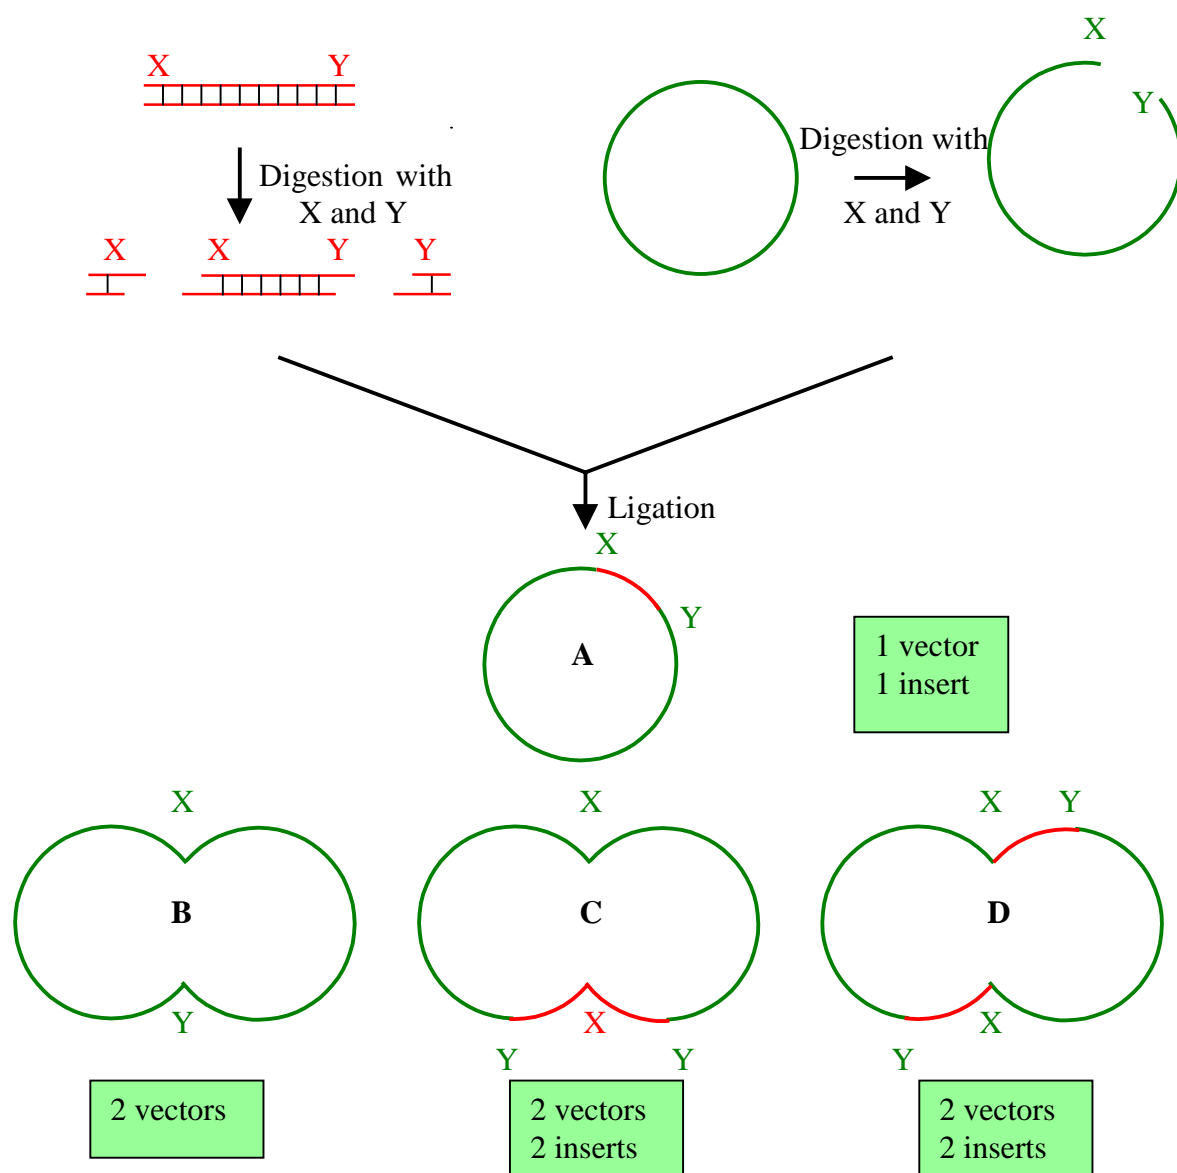 X Y
Digestion with
X and Y
X X Y Y
X
Y
Digestion with
X and Y
Ligation
X
Y
A
1 vector
1 insert
X
B
Y
2 vectors
X
C
X
Y Y
2 vectors
2 inserts
X Y
D
X
Y
2 vectors
2 inserts